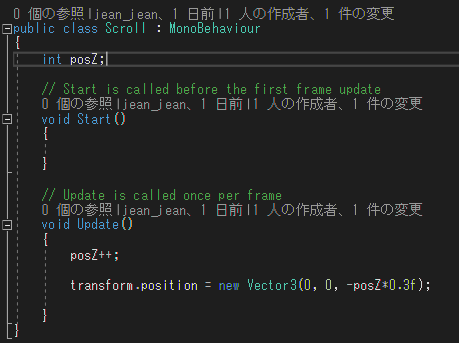 0 個の参照|jean_jean、1 日前|1 人の作成者、1 件の変更
public class Scroll : MonoBehaviour
{
int posZ;
// Start is called before the first frame update
0 個の参照|jean_jean、1 日前|1 人の作成者、1 件の変更
void Start()
{
}
// Update is called once per frame
0 個の参照|jean_jean、1 日前|1 人の作成者、1 件の変更
void Update()
{
posZ++;
transform.position = new Vector3(0, 0, -posZ*0.3f);
}
}